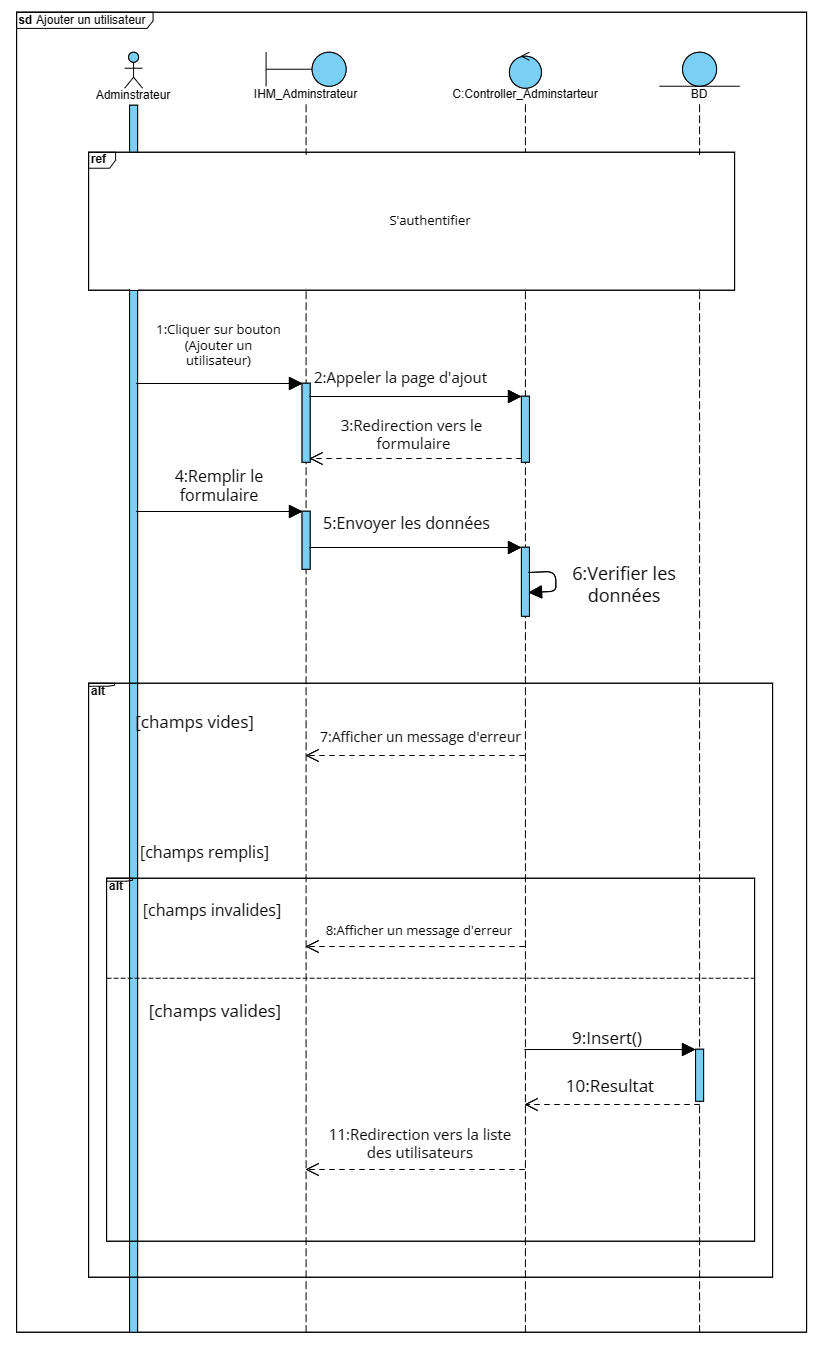 sd Ajouter un utilisateur
Adminstrateur
IHM_Adminstrateur
C:Controller_Adminstarteur
BD
ref
S'authentifier
1:Cliquer sur bouton
(Ajouter un
utilisateur)
2:Appeler la page d'ajout
3:Redirection vers le
formulaire
4:Remplir le
formulaire
5:Envoyer les données
6:Verifier les
données
alt
[champs vides]
7:Afficher un message d'erreur
[champs remplis]
alt
[champs invalides]
8:Afficher un message d'erreur
[champs valides]
9:Insert()
10:Resultat
11:Redirection vers la liste
des utilisateurs